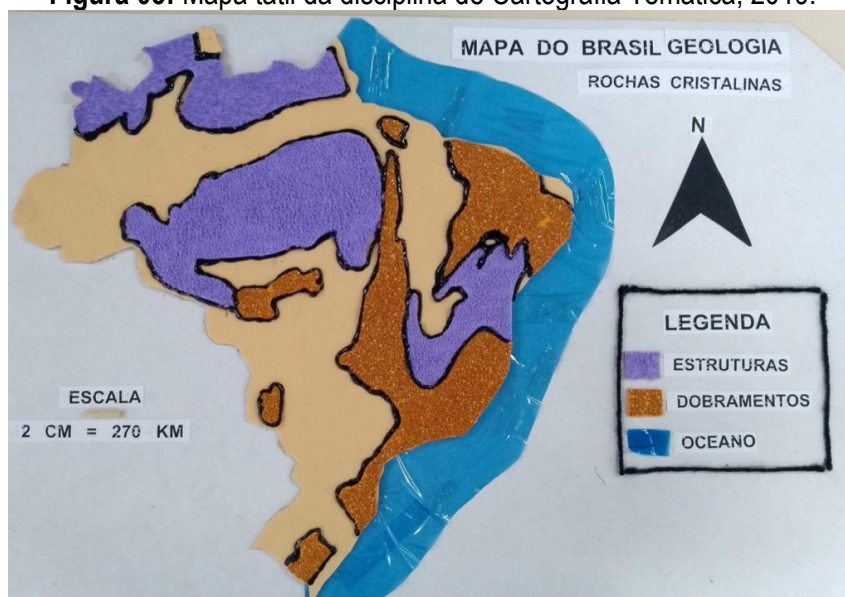 Figura 03: Mapa tátil da disciplina de Cartografia Temática, 2019.
MAPA DO BRASIL GEOLOGIA
ROCHAS CRISTALINAS
N
LEGENDA
ESTRUTURAS
DOBRAMENTOS
OCEANO
ESCALA
2 CM = 270 KM